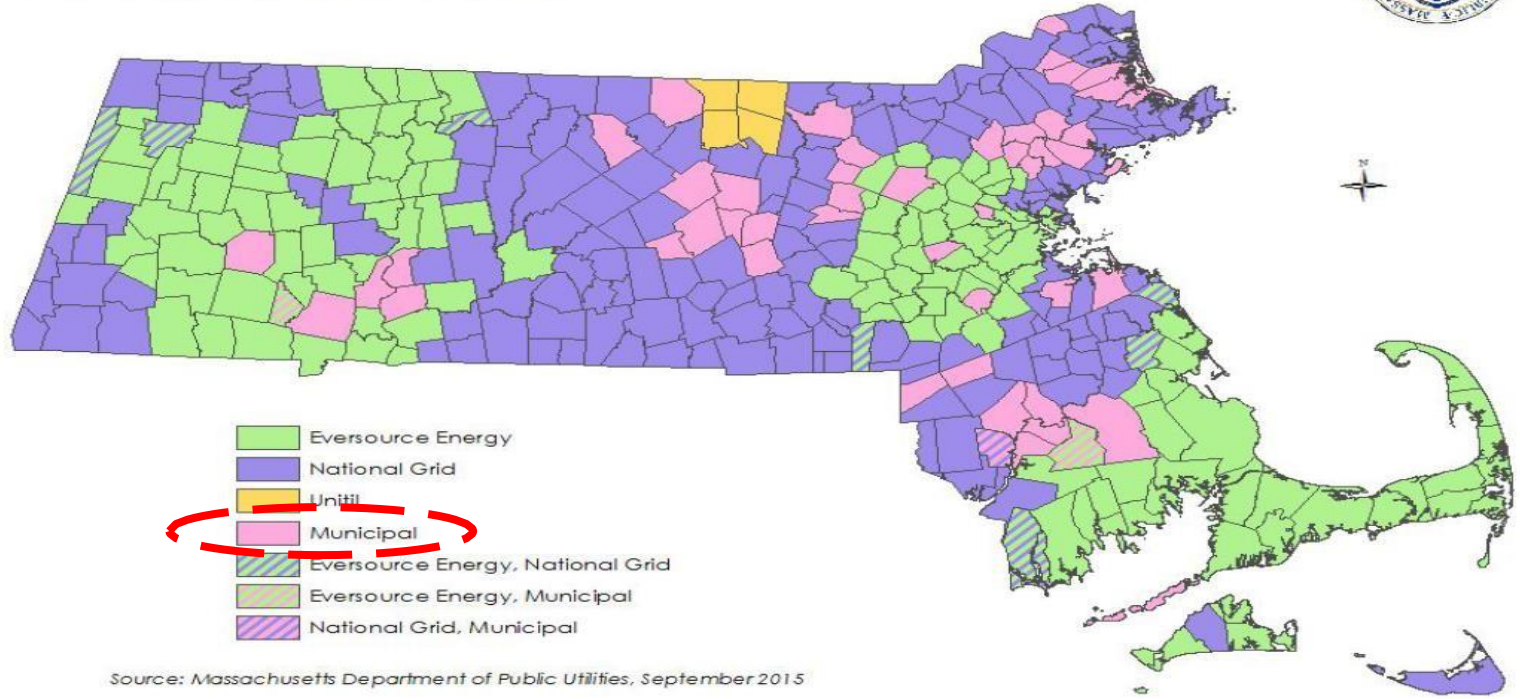 N
Eversource Energy
National Grid
Unitil
Municipal
Eversource Energy, National Grid
Eversource Energy, Municipal
National Grid, Municipal
Source: Massachusetts Department of Public Utilities, September 2015